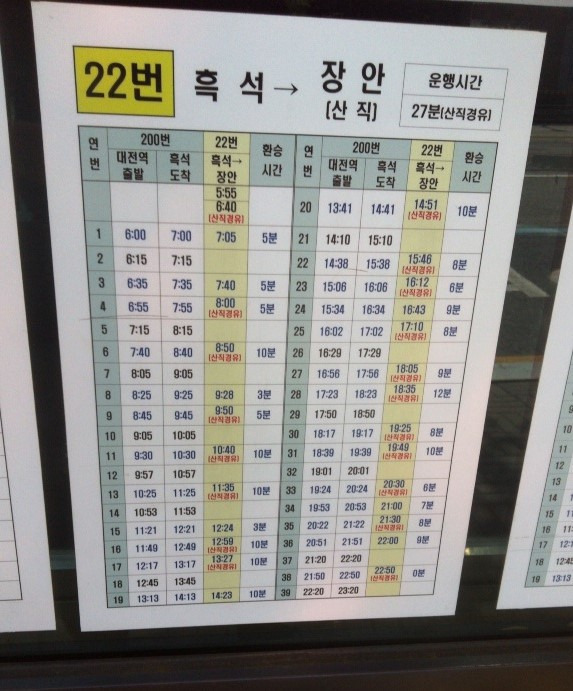 22번 흑석→ 장안
(산직)
운행시간
27분(산직경유)
연번 200번 22번 환승시간
대전역출발 흑석도착 흑석→장안
5:55
6:40 (산직경유)
1 6:00 7:00 7:05 5분
2 6:15 7:15
3 6:35 7:35 7:40 5분
4 6:55 7:55 8:00 (산직경유) 5분
5 7:15 8:15
6 7:40 8:40 8:50 (산직경유) 10분
7 8:05 9:05
8 8:25 9:25 9:28 3분
9 8:45 9:45 9:50 (산직경유) 5분
10 9:05 10:05
11 9:30 10:30 10:40 (산직경유) 10분
12 9:57 10:57
13 10:25 11:25 11:35 (산직경유) 10분
14 10:53 11:53
15 11:21 12:21 12:24 3분
16 11:49 12:49 12:59 (산직경유) 10분
17 12:17 13:17 13:27 (산직경유) 10분
18 12:45 13:45
19 13:13 14:13 14:23 10분
연번 200번 22번 환승시간
대전역출발 흑석도착 흑석→장안
20 13:41 14:41 14:51 (산직경유) 10분
21 14:10 15:10
22 14:38 15:38 15:46 (산직경유) 8분
23 15:06 16:06 16:12 (산직경유) 6분
24 15:34 16:34 16:43 9분
25 16:02 17:02 17:10 (산직경유) 8분
26 16:29 17:29
27 16:56 17:56 18:05 (산직경유) 9분
28 17:23 18:23 18:35 (산직경유) 12분
29 17:50 18:50
30 18:17 19:17 19:25 (산직경유) 8분
31 18:39 19:39 19:49 (산직경유) 10분
32 19:01 20:01
33 19:24 20:24 20:30 (산직경유) 6분
34 19:53 20:53 21:00 7분
35 20:22 21:22 21:30 (산직경유) 8분
36 20:51 21:51 22:00 9분
37 21:20 22:20
38 21:50 22:50 22:50 (산직경유) 0분
39 22:20 23:20